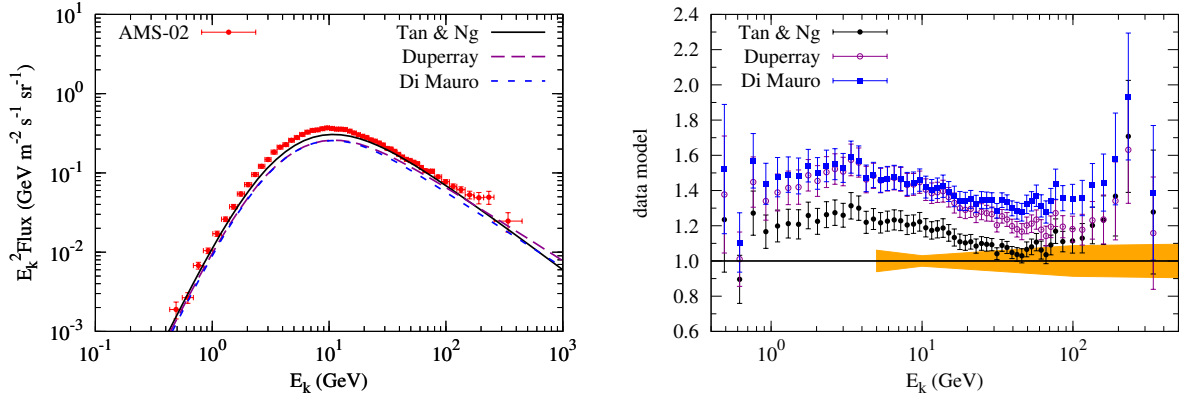 AMS-02
Tan & Ng
Duperray
Di Mauro
E_k^2Flux (GeV m^-2 s^-1 sr^-1)
10^1
10^0
10^-1
10^-2
10^-3
10^-1
10^0
10^1
10^2
10^3
E_k (GeV)
Tan & Ng
Duperray
Di Mauro
data model
2.4
2.2
2.0
1.8
1.6
1.4
1.2
1.0
0.8
0.6
10^0
10^1
10^2
E_k (GeV)